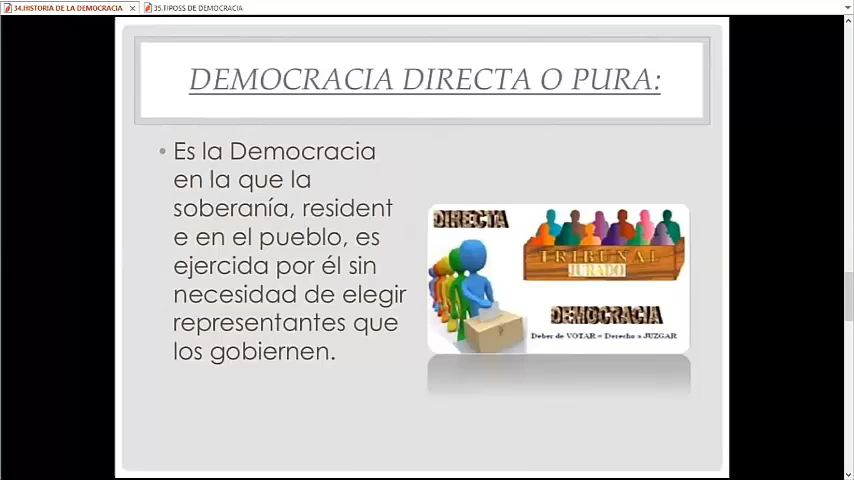 34.HISTORIA DE LA DEMOCRACIA
35.TIPOSS DE DEMOCRACIA
DEMOCRACIA DIRECTA O PURA:
• Es la Democracia
en la que la
soberanía, resident
e en el pueblo, es
ejercida por él sin
necesidad de elegir
representantes que
los gobiernen.
DIRECTA
TRIBUNAL
JURADO
DEMOCRACIA
Deber de VOTAR = Derecho a JUZGAR